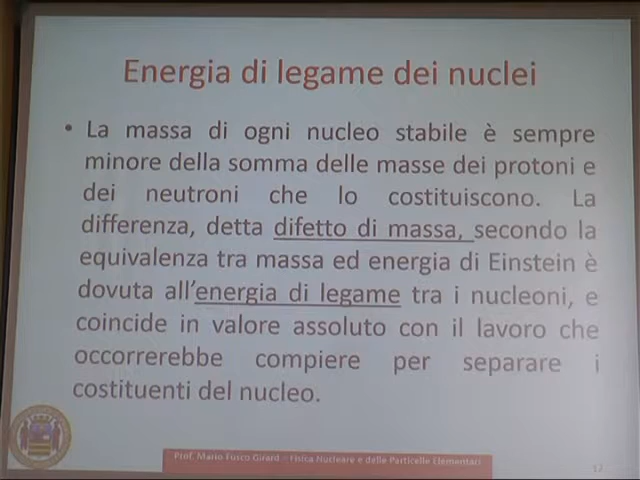 Energia di legame dei nuclei
• La massa di ogni nucleo stabile è sempre
minore della somma delle masse dei protoni e
dei neutroni che lo costituiscono. La
differenza, detta difetto di massa, secondo la
equivalenza tra massa ed energia di Einstein è
dovuta all'energia di legame tra i nucleoni, e
coincide in valore assoluto con il lavoro che
occorrerebbe compiere per separare i
costituenti del nucleo.
Prof. Mario Fusco Girard – Fisica Nucleare e delle Particelle Elementari
17